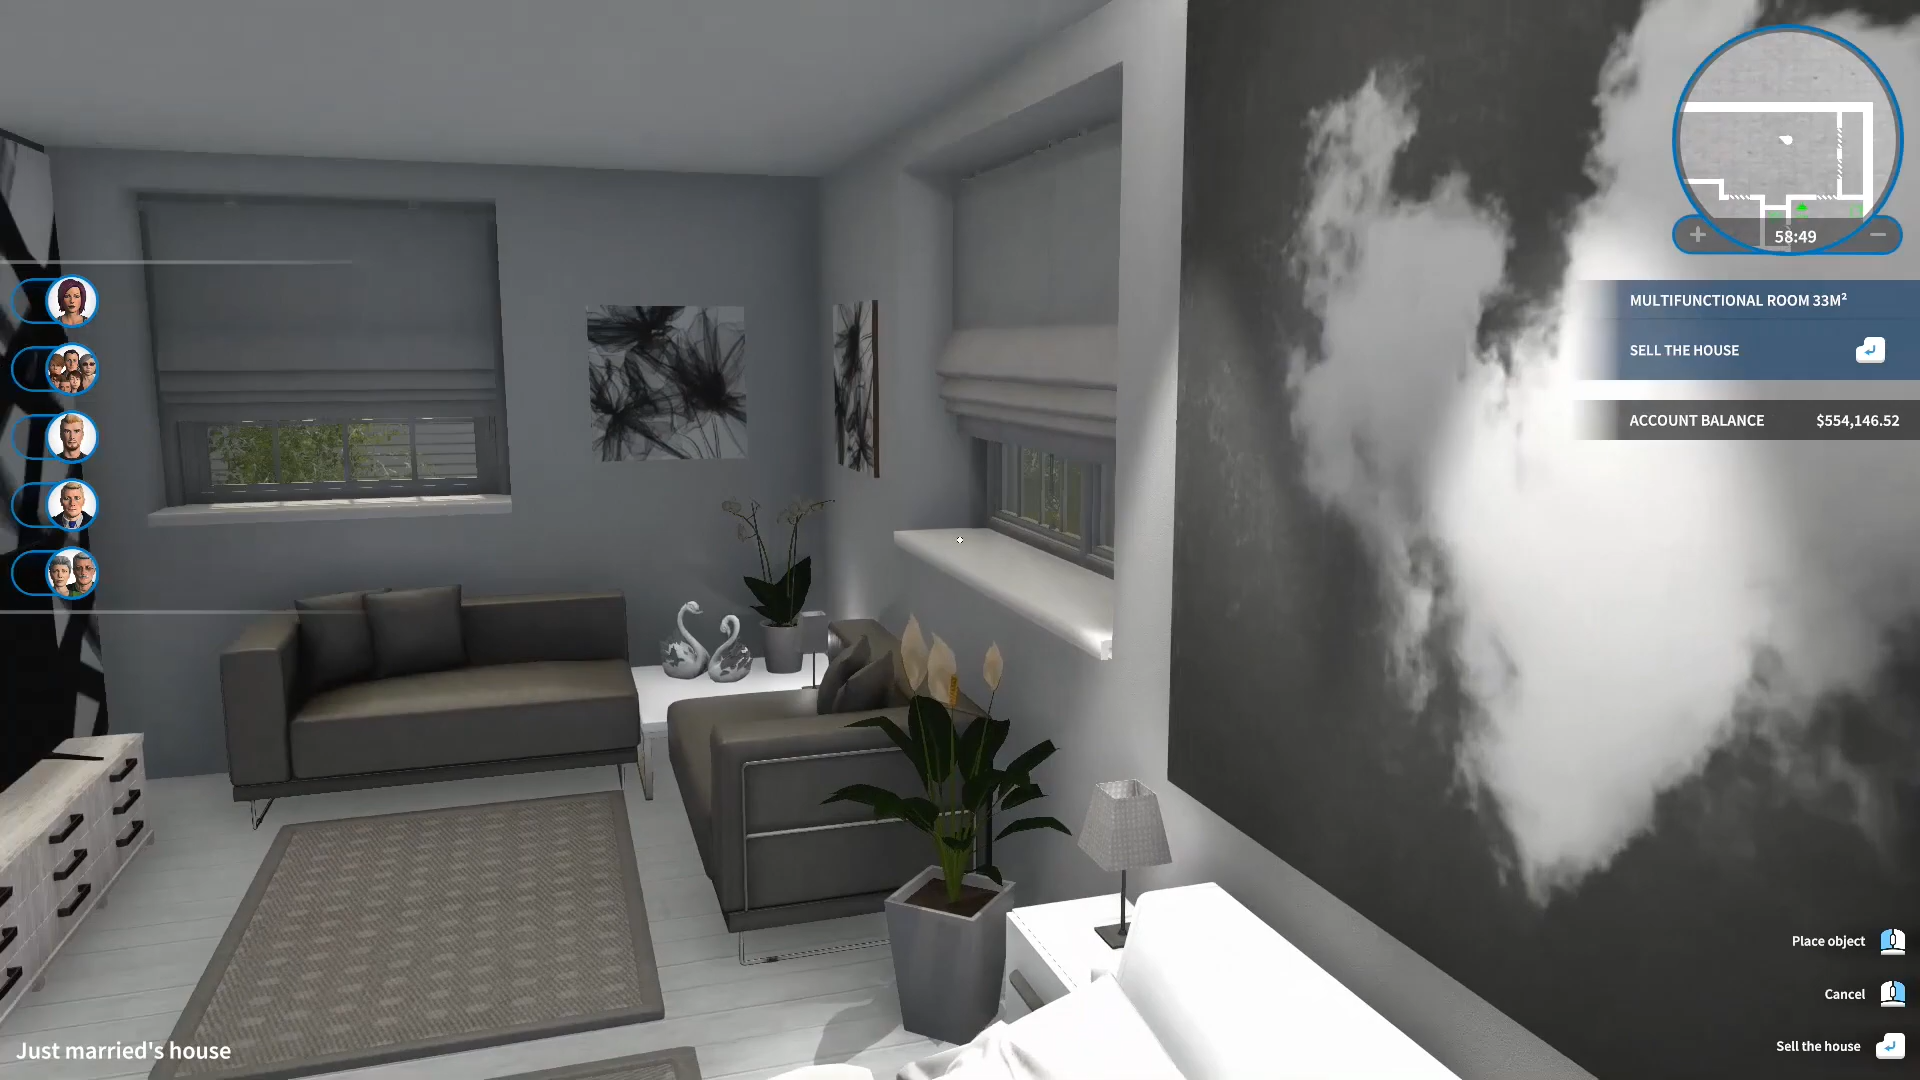 58:49
MULTIFUNCTIONAL ROOM 33M²
SELL THE HOUSE
ACCOUNT BALANCE $554,146.52
Place object
Cancel
Sell the house
Just married's house